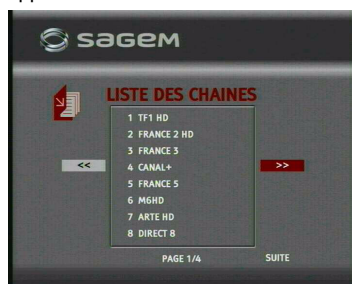 SAGEM
LISTE DES CHAINES
1 TF1 HD
2 FRANCE 2 HD
3 FRANCE 3
<< 4 CANAL+ >>
5 FRANCE 5
6 M6HD
7 ARTE HD
8 DIRECT 8
PAGE 1/4 SUITE